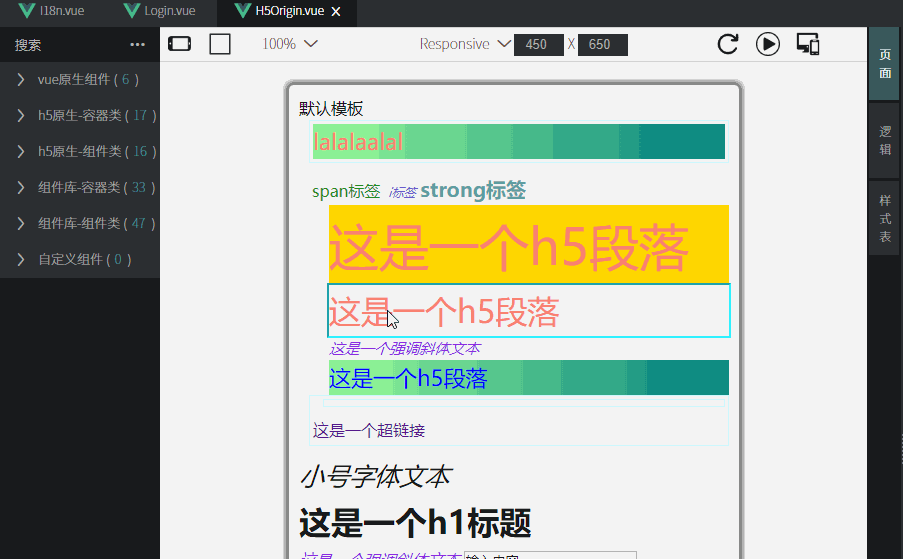 I18n.vue Login.vue H5Origin.vue X
搜索
100% Responsive 450 X 650
vue原生组件 ( 6 )
h5原生-容器类 ( 17 )
h5原生-组件类 ( 16 )
组件库-容器类 ( 33 )
组件库-组件类 ( 47 )
自定义组件 ( 0 )
默认模板
lalalaalal
span标签 i标签 strong标签
这是一个h5段落
这是一个h5段落
这是一个强调斜体文本
这是一个h5段落
这是一个超链接
小号字体文本
这是一个h1标题
这是一个强调斜体文本 输入内容
页面
逻辑
样式表